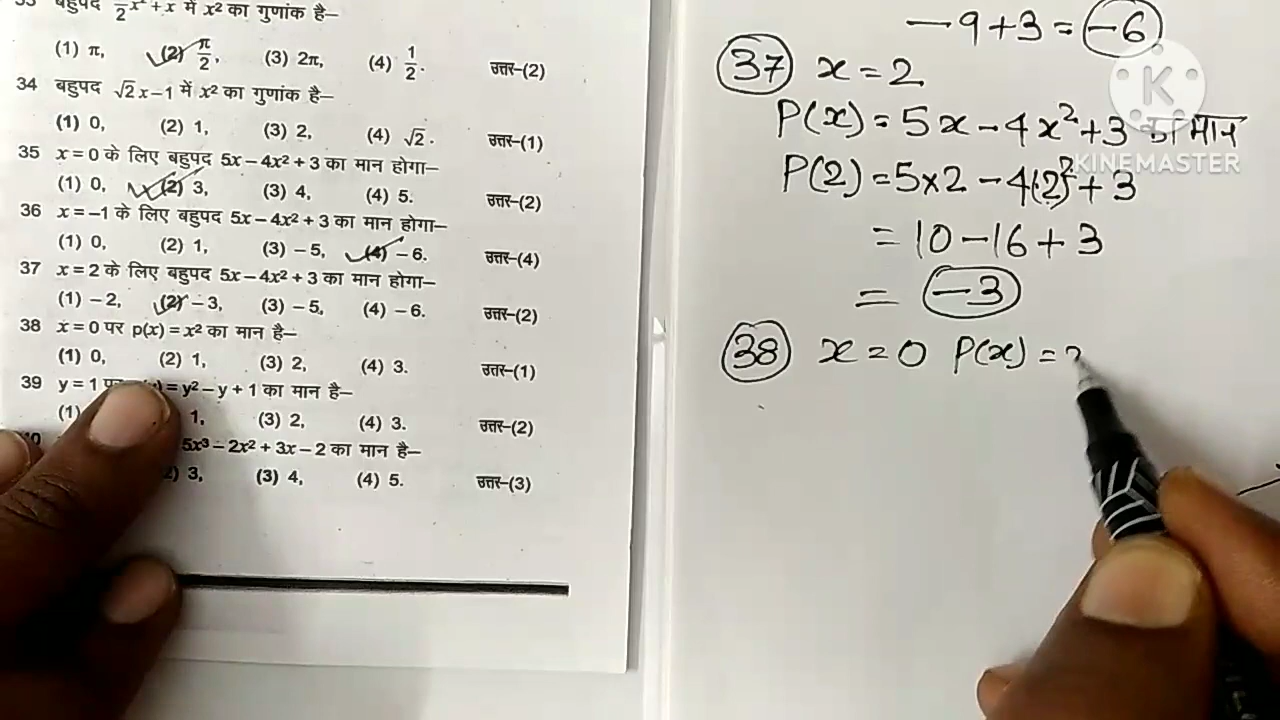 33 बहुपद π/2 x² + x में x² का गुणांक है–
(1) π, (2) π/2, (3) 2π, (4) 1/2. उत्तर–(2)
34 बहुपद √2 x – 1 में x² का गुणांक है–
(1) 0, (2) 1, (3) 2, (4) √2. उत्तर–(1)
35 x = 0 के लिए बहुपद 5x – 4x² + 3 का मान होगा–
(1) 0, (2) 3, (3) 4, (4) 5. उत्तर–(2)
36 x = –1 के लिए बहुपद 5x – 4x² + 3 का मान होगा–
(1) 0, (2) 1, (3) – 5, (4) – 6. उत्तर–(4)
37 x = 2 के लिए बहुपद 5x – 4x² + 3 का मान होगा–
(1) – 2, (2) – 3, (3) – 5, (4) – 6. उत्तर–(2)
38 x = 0 पर p(x) = x² का मान है–
(1) 0, (2) 1, (3) 2, (4) 3. उत्तर–(1)
39 y = 1 = y² – y + 1 का मान है–
(1) 1, (3) 2, (4) 3. उत्तर–(2)
5x³ – 2x² + 3x – 2 का मान है–
3, (3) 4, (4) 5. उत्तर–(3)
–9+3 = –6
37 x = 2
P(x) = 5x – 4x² + 3 का मान
P(2) = 5×2 – 4(2)² + 3
= 10 – 16 + 3
= –3
38 x = 0 P(x) =
K
KINEMASTER